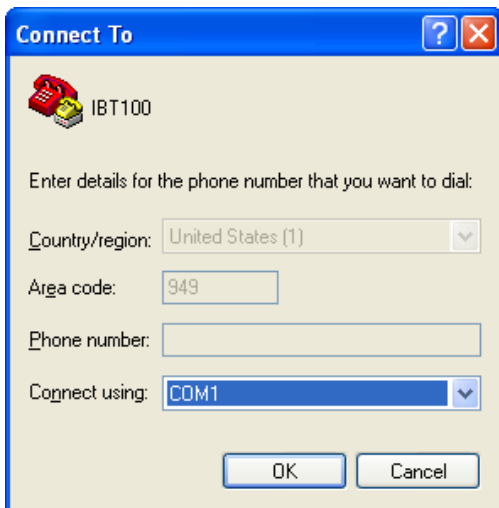 Connect To
IBT100
Enter details for the phone number that you want to dial:
Country/region: United States (1)
Area code: 949
Phone number:
Connect using: COM1
OK Cancel